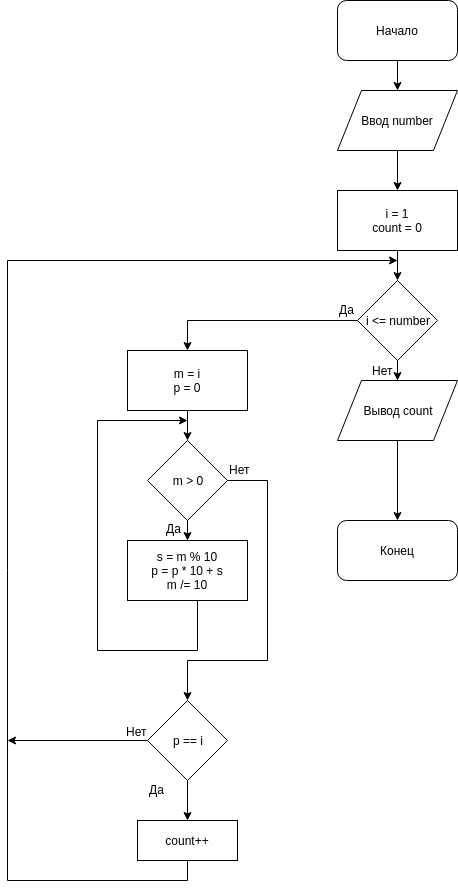 Начало
Ввод number
i = 1
count = 0
Да
i <= number
Нет
m = i
p = 0
Вывод count
Нет
m > 0
Да
s = m % 10
p = p * 10 + s
m /= 10
Конец
Нет
p == i
Да
count++